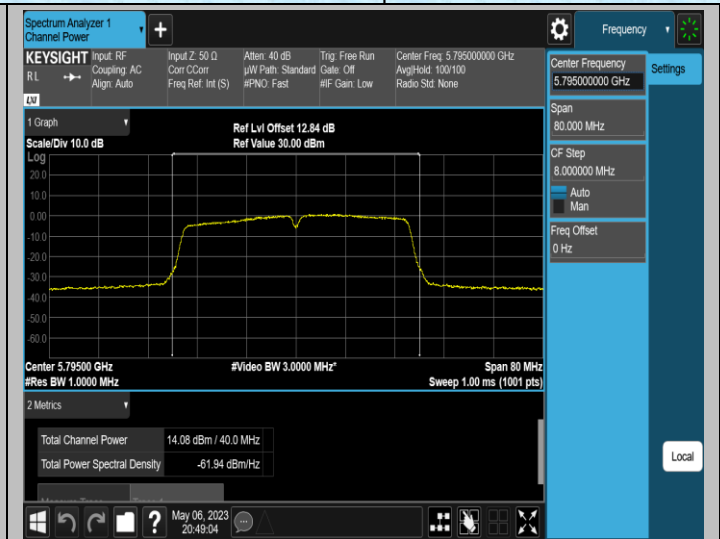 Spectrum Analyzer 1
Channel Power
+
Frequency
KEYSIGHT
Input: RF
Coupling: AC
Align: Auto
Input Z: 50 Ω
Corr CCorr
Freq Ref: Int (S)
Atten: 40 dB
µW Path: Standard
#PNO: Fast
Trig: Free Run
Gate: Off
#IF Gain: Low
Center Freq: 5.795000000 GHz
Avg|Hold: 100/100
Radio Std: None
R L
LXI
1 Graph
Scale/Div 10.0 dB
Ref Lvl Offset 12.84 dB
Ref Value 30.00 dBm
Log
20.0
10.0
0.00
-10.0
-20.0
-30.0
-40.0
-50.0
-60.0
Center 5.79500 GHz
#Res BW 1.0000 MHz
#Video BW 3.0000 MHz*
Span 80 MHz
Sweep 1.00 ms (1001 pts)
2 Metrics
Total Channel Power 14.08 dBm / 40.0 MHz
Total Power Spectral Density -61.94 dBm/Hz
?
May 06, 2023
20:49:04
Center Frequency
5.795000000 GHz
Settings
Span
80.000 MHz
CF Step
8.000000 MHz
Auto
Man
Freq Offset
0 Hz
Local